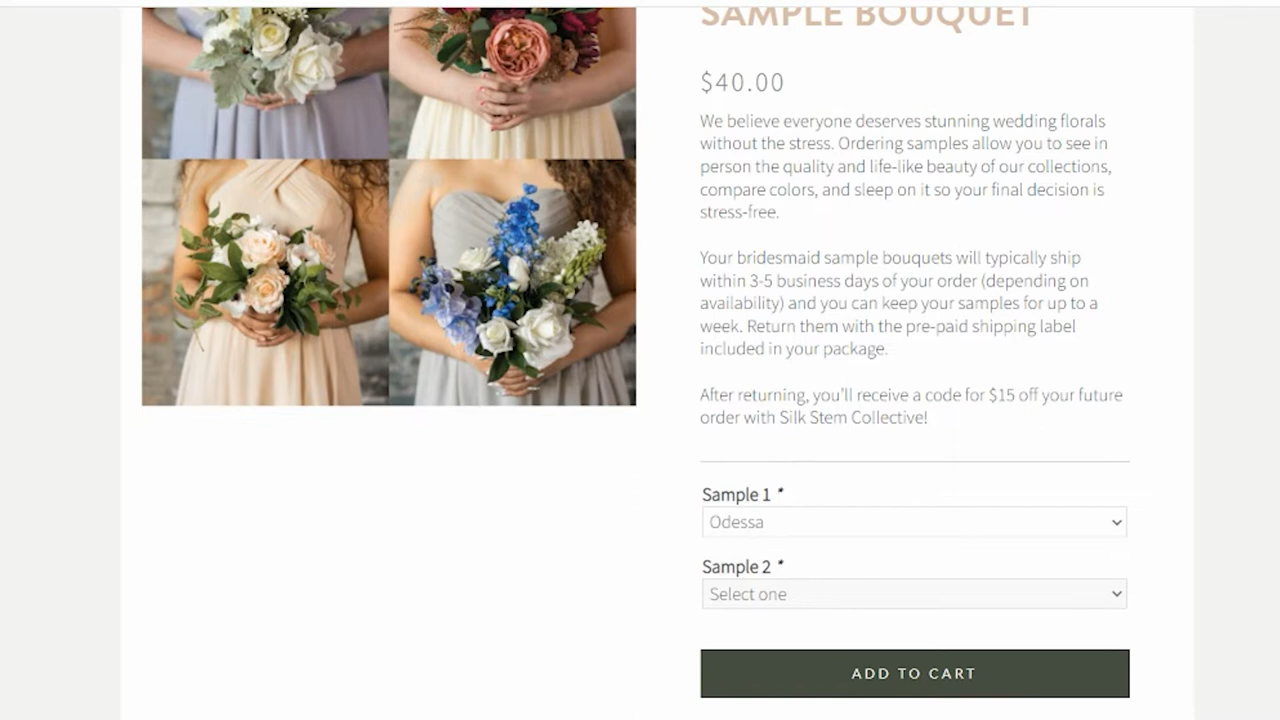 SAMPLE BOUQUET
$40.00
We believe everyone deserves stunning wedding florals
without the stress. Ordering samples allow you to see in
person the quality and life-like beauty of our collections,
compare colors, and sleep on it so your final decision is
stress-free.
Your bridesmaid sample bouquets will typically ship
within 3-5 business days of your order (depending on
availability) and you can keep your samples for up to a
week. Return them with the pre-paid shipping label
included in your package.
After returning, you’ll receive a code for $15 off your future
order with Silk Stem Collective!
Sample 1 *
Odessa
Sample 2 *
Select one
ADD TO CART